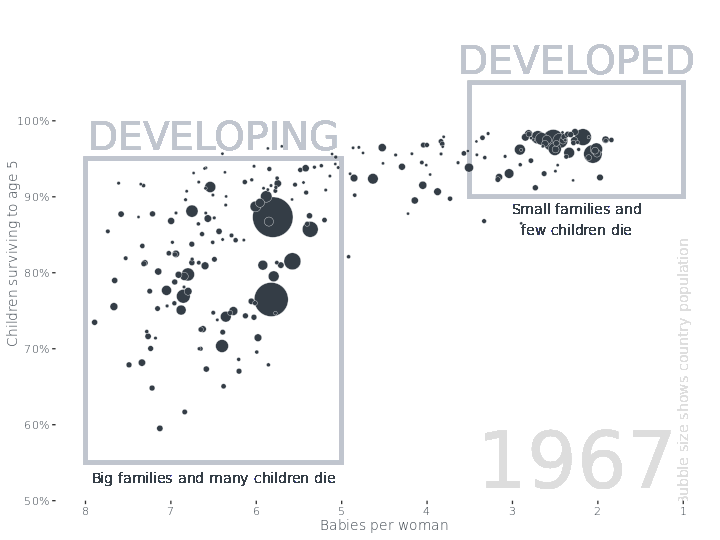 DEVELOPED
DEVELOPING
100%
90%
80%
70%
60%
50%
Children surviving to age 5
Small families and
few children die
Bubble size shows country population
1967
Big families and many children die
8
7
6
5
4
3
2
1
Babies per woman